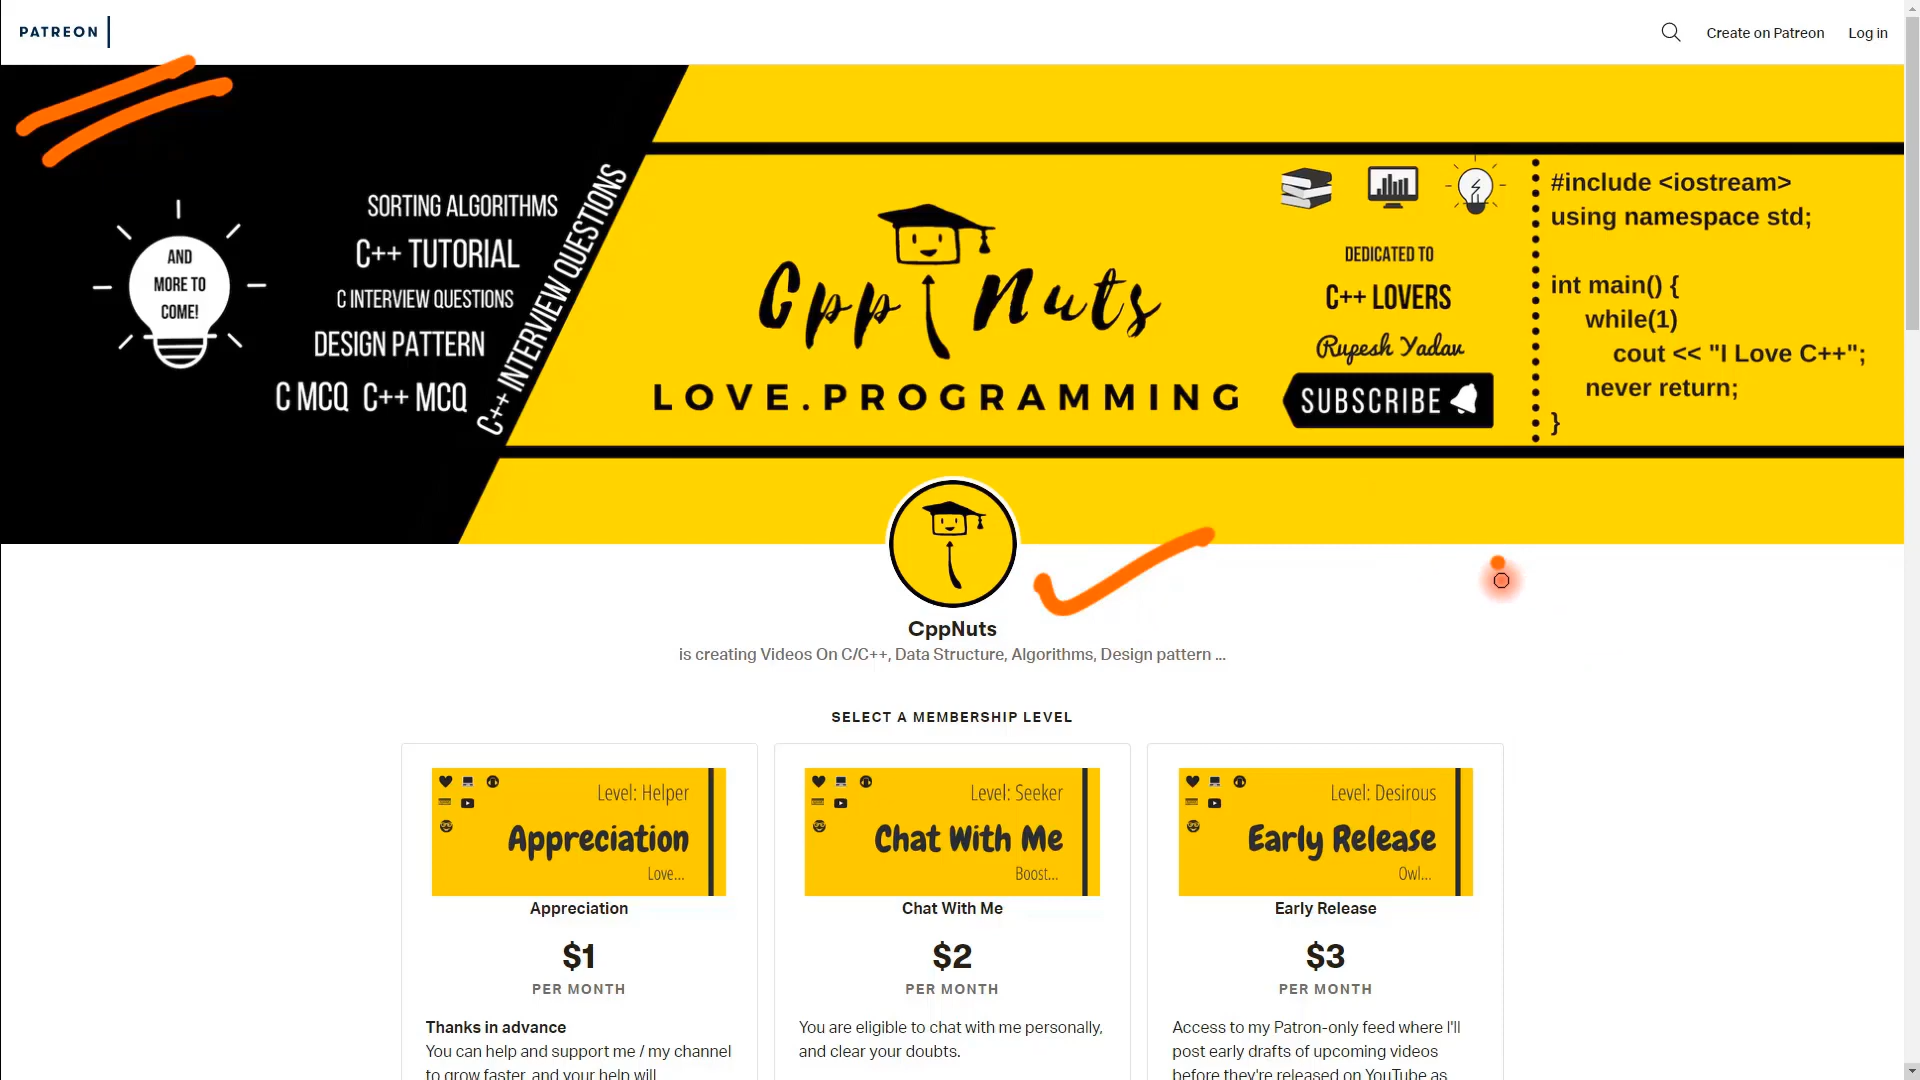 PATREON
Create on Patreon
Log in
AND
MORE TO
COME!
SORTING ALGORITHMS
C++ TUTORIAL
C INTERVIEW QUESTIONS
DESIGN PATTERN
C MCQ C++ MCQ
C++ INTERVIEW QUESTIONS
Cpp Nuts
LOVE.PROGRAMMING
DEDICATED TO
C++ LOVERS
Rupesh Yadav
SUBSCRIBE
#include <iostream>
using namespace std;
int main() {
while(1)
cout << "I Love C++";
never return;
}
CppNuts
is creating Videos On C/C++, Data Structure, Algorithms, Design pattern ...
SELECT A MEMBERSHIP LEVEL
Level: Helper
Appreciation
Love...
Appreciation
$1
PER MONTH
Thanks in advance
You can help and support me / my channel
to grow faster, and your help will
Level: Seeker
Chat With Me
Boost...
Chat With Me
$2
PER MONTH
You are eligible to chat with me personally,
and clear your doubts.
Level: Desirous
Early Release
Owl...
Early Release
$3
PER MONTH
Access to my Patron-only feed where I'll
post early drafts of upcoming videos
before they're released on YouTube as